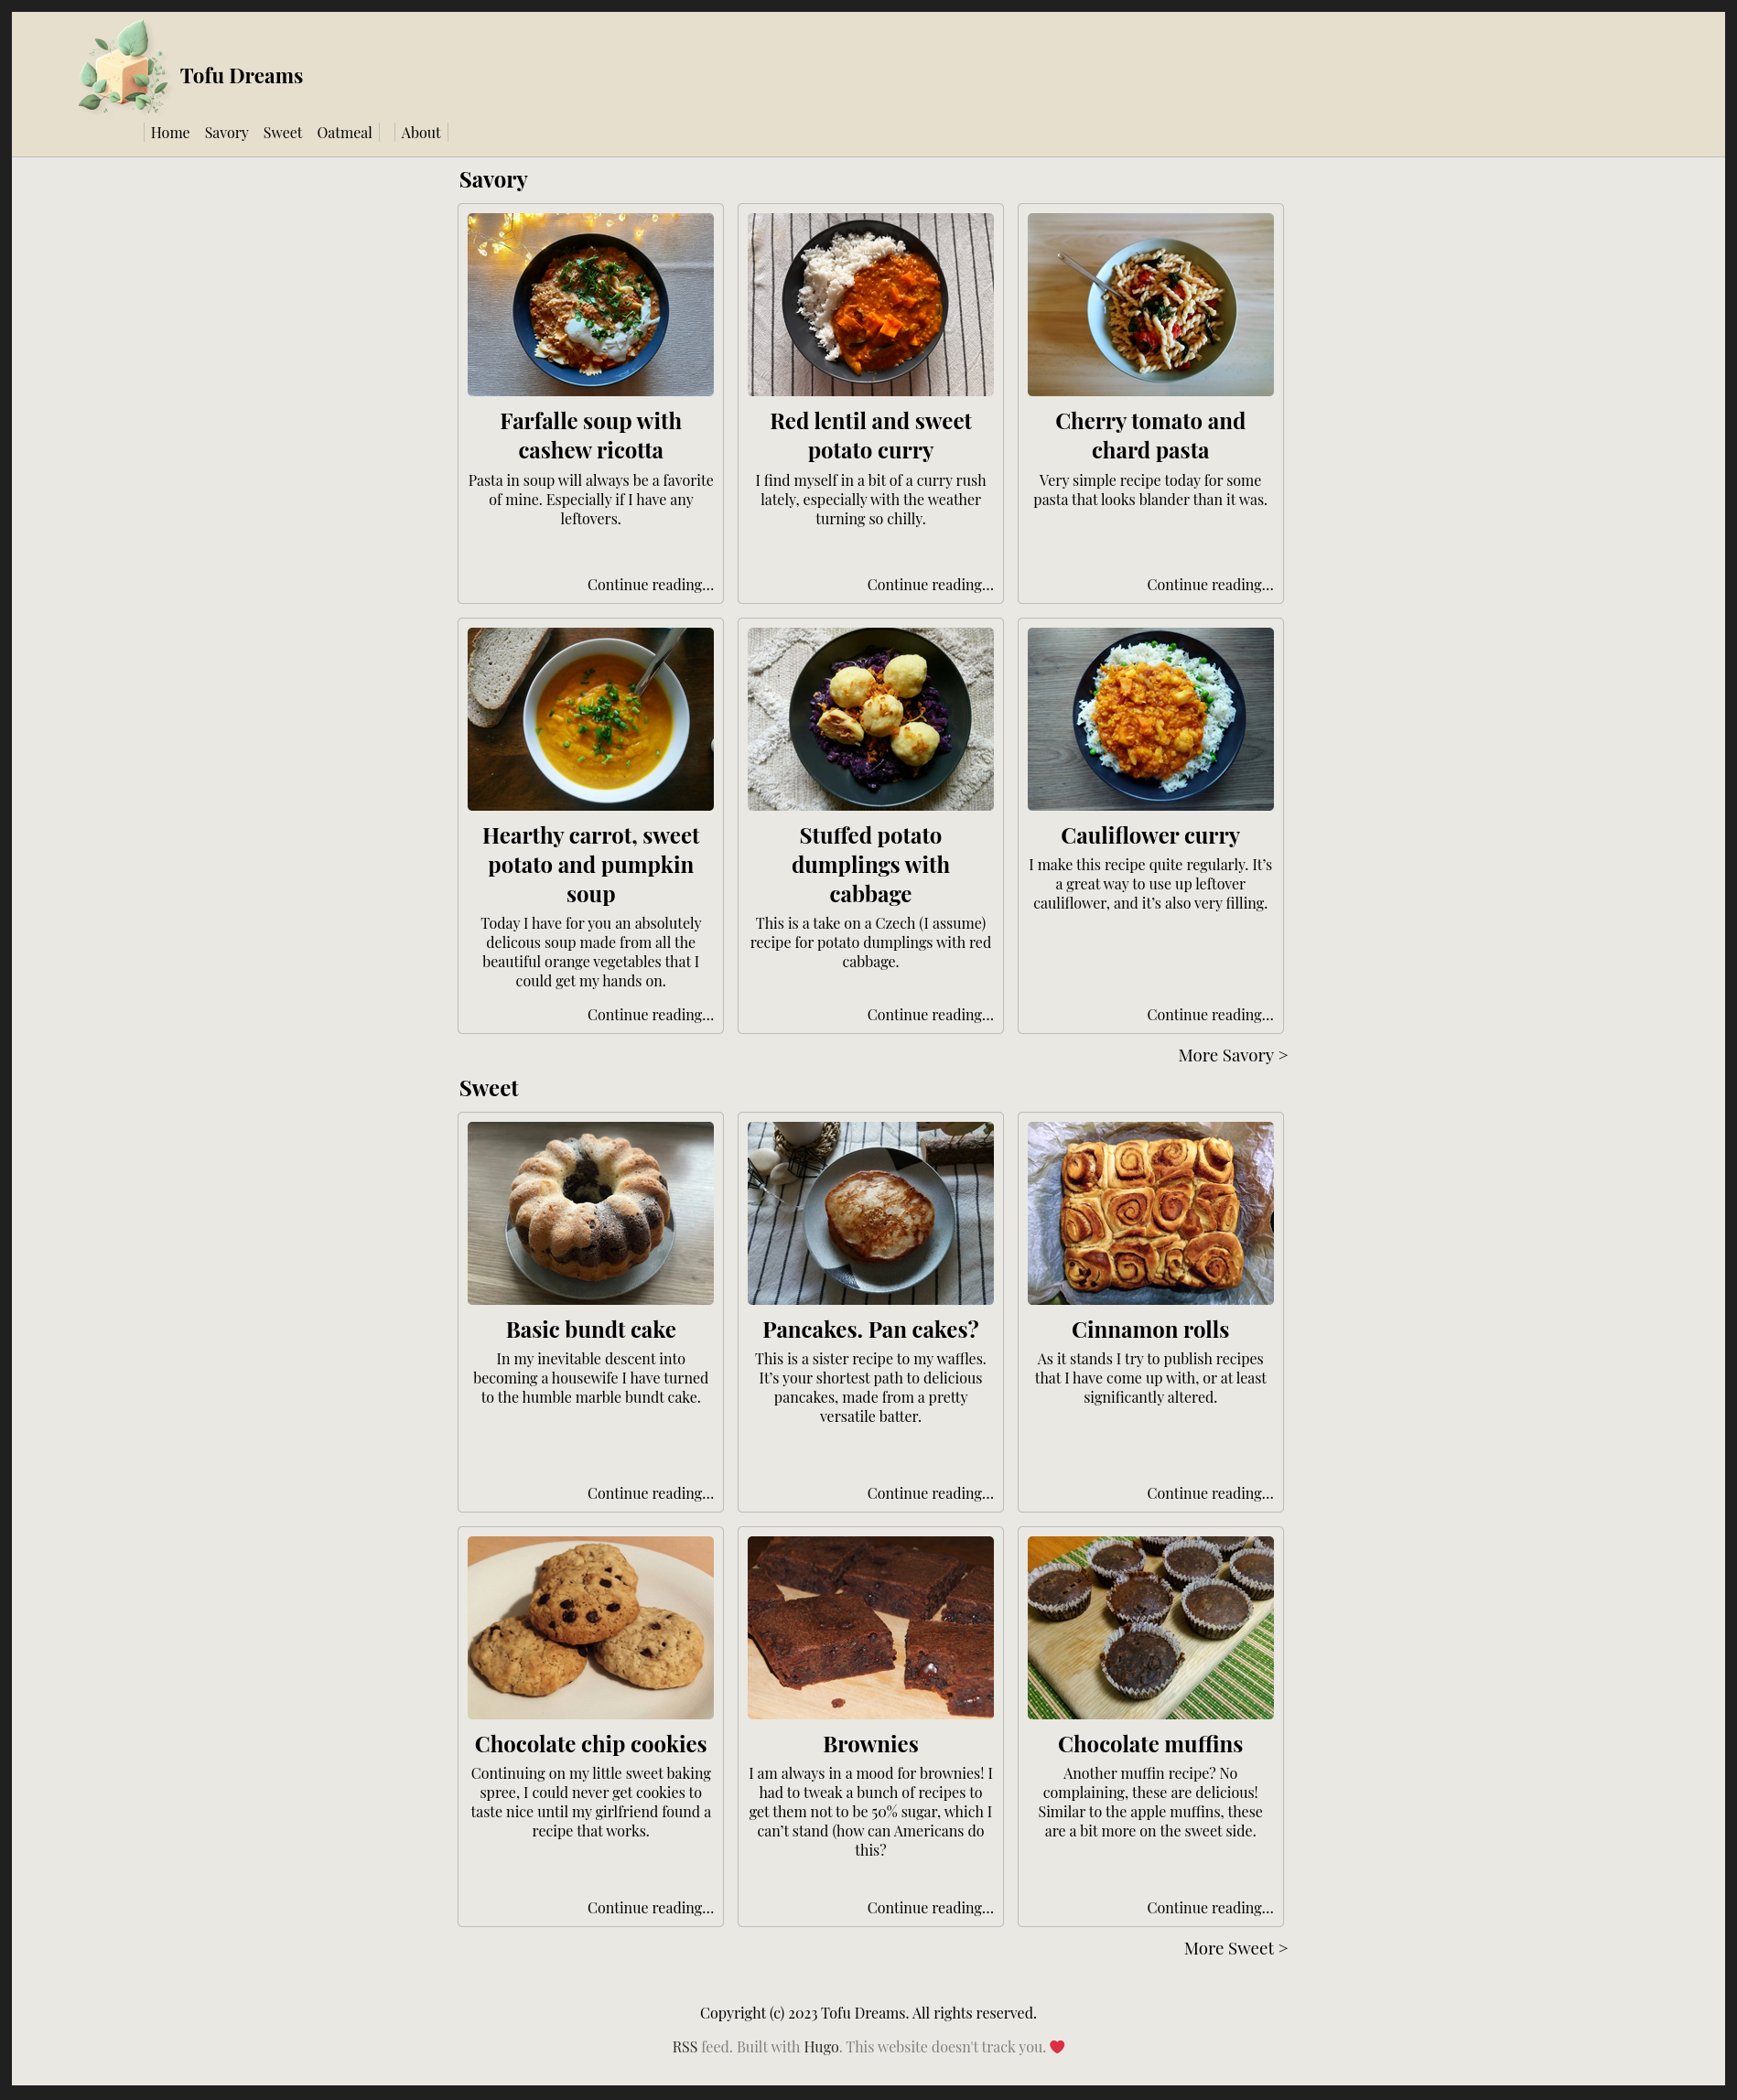 Tofu Dreams
Home Savory Sweet Oatmeal About
Savory
Farfalle soup with
cashew ricotta
Pasta in soup will always be a favorite
of mine. Especially if I have any
leftovers.
Continue reading...
Red lentil and sweet
potato curry
I find myself in a bit of a curry rush
lately, especially with the weather
turning so chilly.
Continue reading...
Cherry tomato and
chard pasta
Very simple recipe today for some
pasta that looks blander than it was.
Continue reading...
Hearthy carrot, sweet
potato and pumpkin
soup
Today I have for you an absolutely
delicous soup made from all the
beautiful orange vegetables that I
could get my hands on.
Continue reading...
Stuffed potato
dumplings with
cabbage
This is a take on a Czech (I assume)
recipe for potato dumplings with red
cabbage.
Continue reading...
Cauliflower curry
I make this recipe quite regularly. It’s
a great way to use up leftover
cauliflower, and it’s also very filling.
Continue reading...
More Savory >
Sweet
Basic bundt cake
In my inevitable descent into
becoming a housewife I have turned
to the humble marble bundt cake.
Continue reading...
Pancakes. Pan cakes?
This is a sister recipe to my waffles.
It’s your shortest path to delicious
pancakes, made from a pretty
versatile batter.
Continue reading...
Cinnamon rolls
As it stands I try to publish recipes
that I have come up with, or at least
significantly altered.
Continue reading...
Chocolate chip cookies
Continuing on my little sweet baking
spree, I could never get cookies to
taste nice until my girlfriend found a
recipe that works.
Continue reading...
Brownies
I am always in a mood for brownies! I
had to tweak a bunch of recipes to
get them not to be 50% sugar, which I
can’t stand (how can Americans do
this?
Continue reading...
Chocolate muffins
Another muffin recipe? No
complaining, these are delicious!
Similar to the apple muffins, these
are a bit more on the sweet side.
Continue reading...
More Sweet >
Copyright (c) 2023 Tofu Dreams. All rights reserved.
RSS feed. Built with Hugo. This website doesn't track you. ❤️